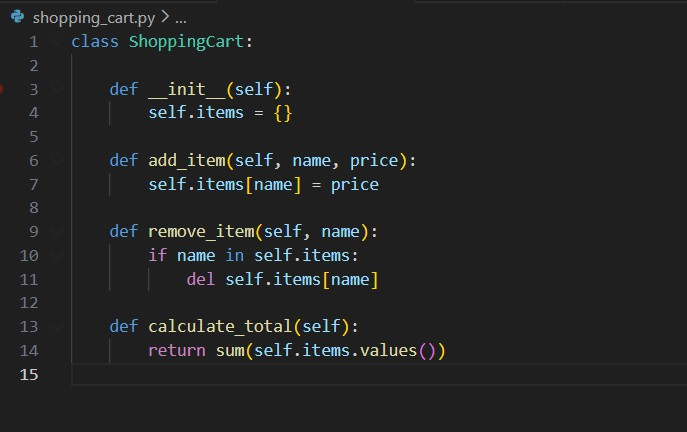 shopping_cart.py > ...
1 class ShoppingCart:
2
3     def __init__(self):
4         self.items = {}
5
6     def add_item(self, name, price):
7         self.items[name] = price
8
9     def remove_item(self, name):
10         if name in self.items:
11             del self.items[name]
12
13     def calculate_total(self):
14         return sum(self.items.values())
15